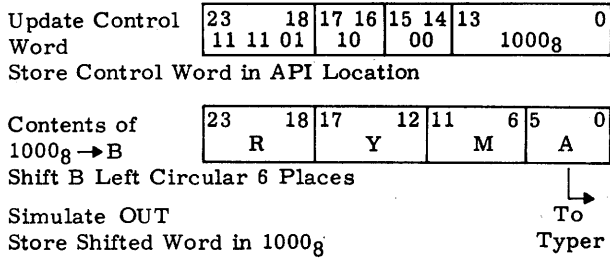 Update Control 23 18 17 16 15 14 13 0
Word 11 11 01 10 00 1000₈
Store Control Word in API Location
Contents of 23 18 17 12 11 6 5 0
1000₈ → B R Y M A
Shift B Left Circular 6 Places
Simulate OUT To
Store Shifted Word in 1000₈ Typer